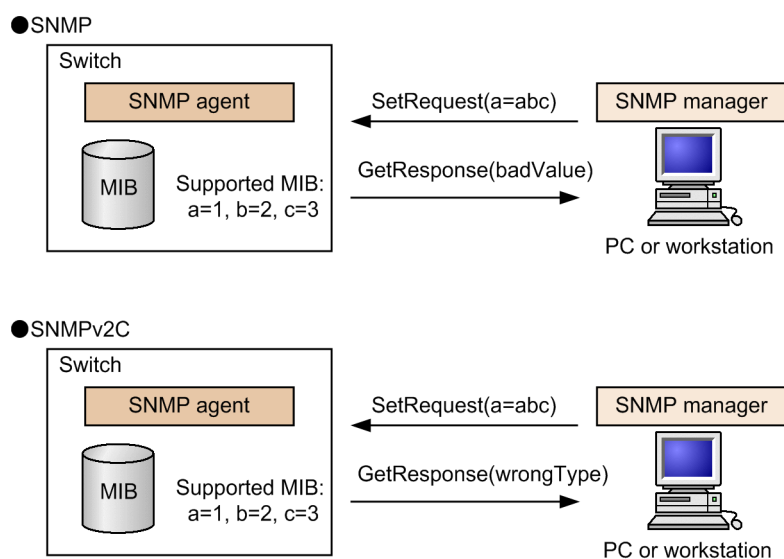 ●SNMP
Switch
SNMP agent
SetRequest(a=abc)
SNMP manager
MIB
Supported MIB:
a=1, b=2, c=3
GetResponse(badValue)
PC or workstation
●SNMPv2C
Switch
SNMP agent
SetRequest(a=abc)
SNMP manager
MIB
Supported MIB:
a=1, b=2, c=3
GetResponse(wrongType)
PC or workstation